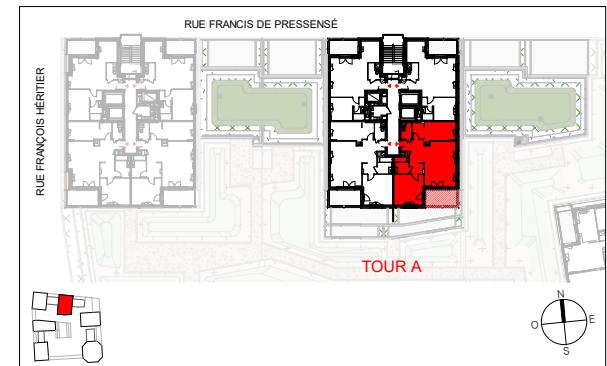 RUE FRANCIS DE PRESSENSÉ
RUE FRANÇOIS HÉRITIER
TOUR A
N
O
E
S